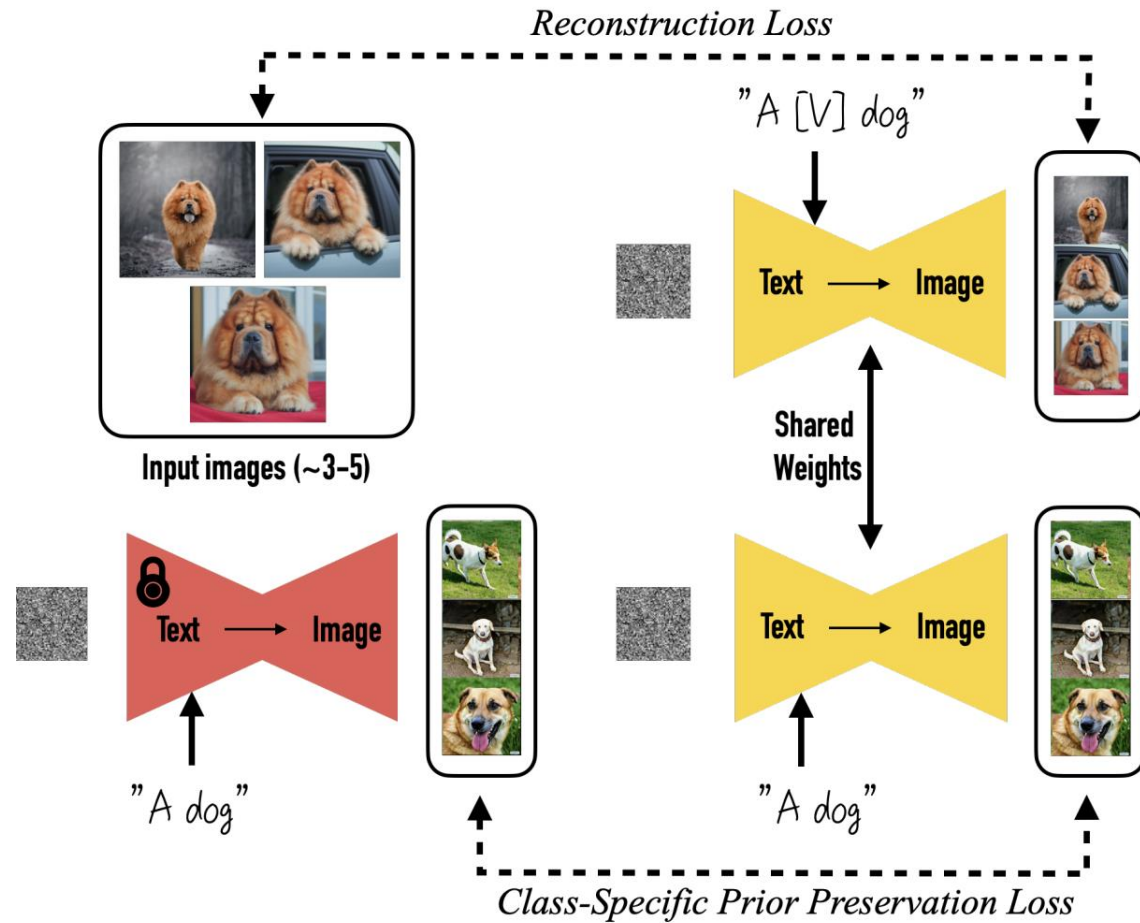 Reconstruction Loss
"A [V] dog"
Text → Image
Input images (~3-5)
Shared
Weights
Text → Image
"A dog"
Text → Image
"A dog"
Class-Specific Prior Preservation Loss